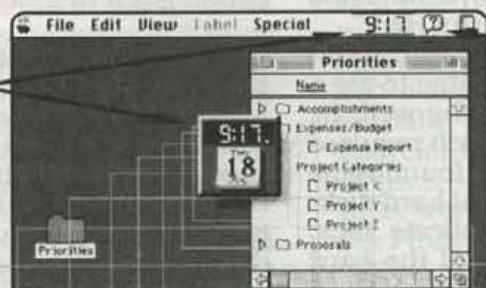 File Edit View Label Special 9:17
Priorities
Name
Accomplishments
Expenses/Budget
Expense Report
Project Categories
Project X
Project Y
Project Z
Proposals
9:17
18
Priorities